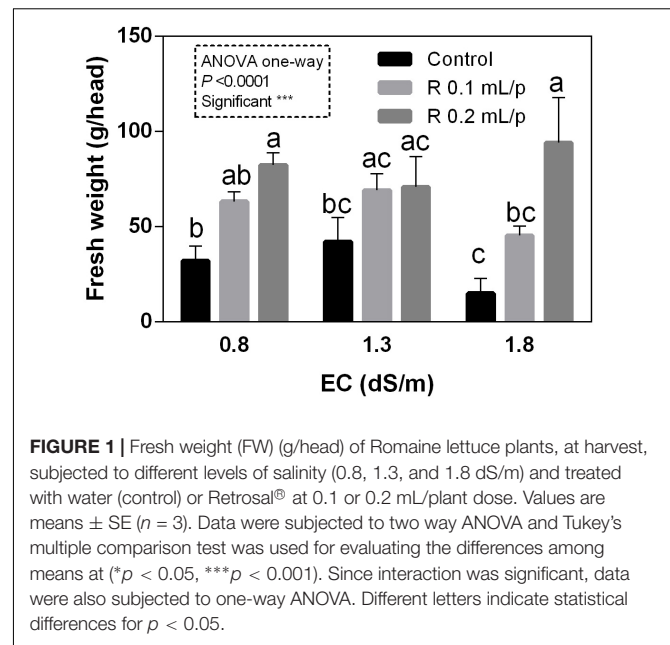 150
100
50
0
Fresh weight (g/head)
ANOVA one-way
P <0.0001
Significant ***
Control
R 0.1 mL/p
R 0.2 mL/p
b
ab
a
bc
ac
ac
c
bc
a
0.8 1.3 1.8
EC (dS/m)
FIGURE 1 | Fresh weight (FW) (g/head) of Romaine lettuce plants, at harvest,
subjected to different levels of salinity (0.8, 1.3, and 1.8 dS/m) and treated
with water (control) or Retrosal® at 0.1 or 0.2 mL/plant dose. Values are
means ± SE (n = 3). Data were subjected to two way ANOVA and Tukey's
multiple comparison test was used for evaluating the differences among
means at (*p < 0.05, ***p < 0.001). Since interaction was significant, data
were also subjected to one-way ANOVA. Different letters indicate statistical
differences for p < 0.05.